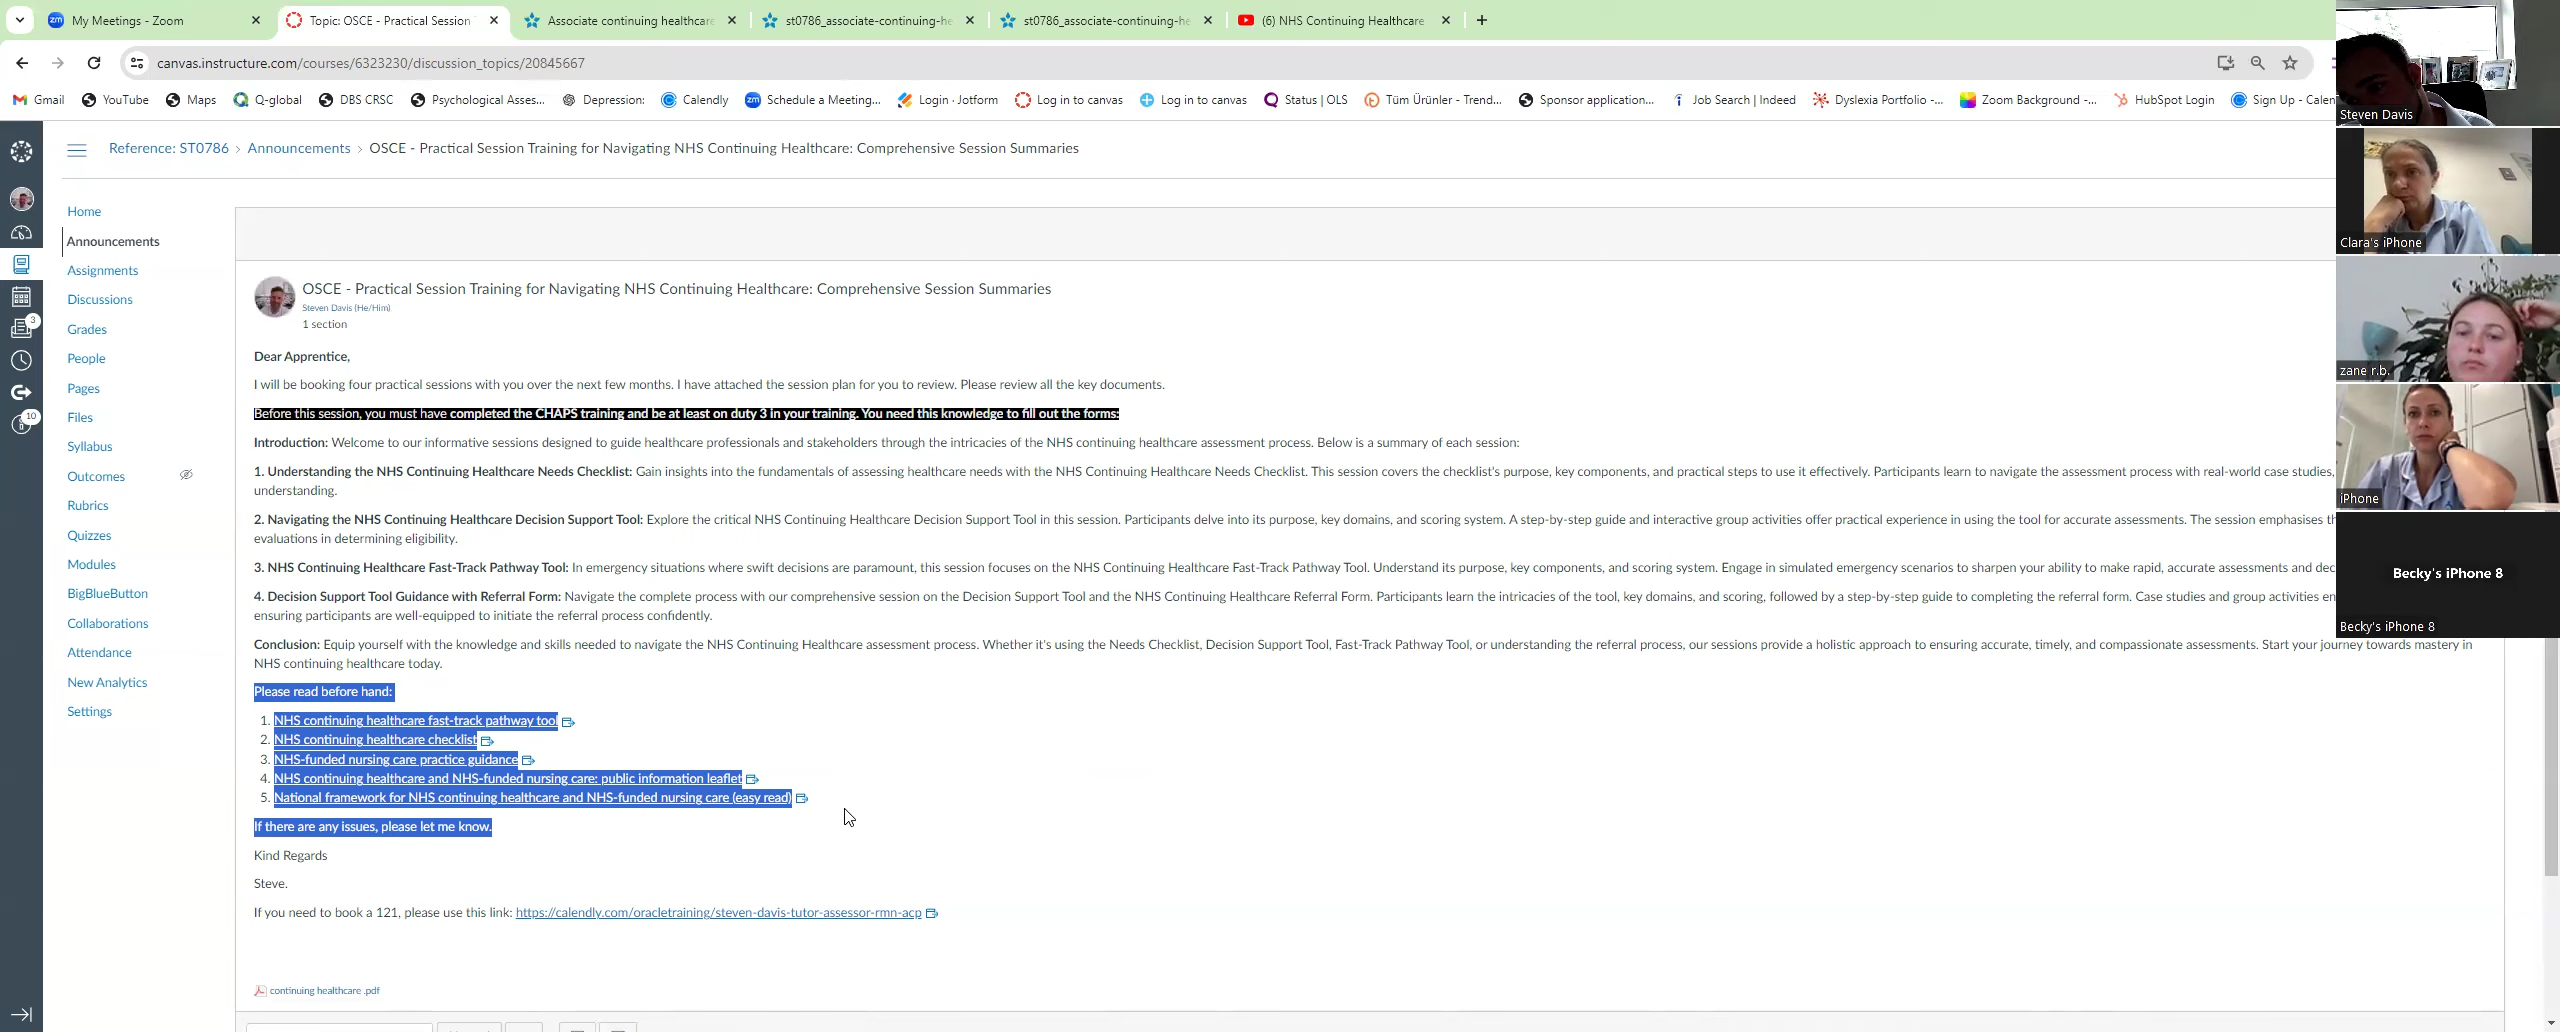 My Meetings - Zoom
Topic: OSCE - Practical Session
Associate continuing healthcare
st0786_associate-continuing-he
st0786_associate-continuing-he
(6) NHS Continuing Healthcare
canvas.instructure.com/courses/6323230/discussion_topics/20845667
Gmail YouTube Maps Q-global DBS CRSC Psychological Asses... Depression: Calendly Schedule a Meeting... Login · Jotform Log in to canvas Log in to canvas Status | OLS Tüm Ürünler - Trend... Sponsor application... Job Search | Indeed Dyslexia Portfolio -... Zoom Background -... HubSpot Login Sign Up - Calen
Reference: ST0786 › Announcements › OSCE - Practical Session Training for Navigating NHS Continuing Healthcare: Comprehensive Session Summaries
3
10
Home
Announcements
Assignments
Discussions
Grades
People
Pages
Files
Syllabus
Outcomes
Rubrics
Quizzes
Modules
BigBlueButton
Collaborations
Attendance
New Analytics
Settings
OSCE - Practical Session Training for Navigating NHS Continuing Healthcare: Comprehensive Session Summaries
Steven Davis (He/Him)
1 section
Dear Apprentice,
I will be booking four practical sessions with you over the next few months. I have attached the session plan for you to review. Please review all the key documents.
Before this session, you must have completed the CHAPS training and be at least on duty 3 in your training. You need this knowledge to fill out the forms:
Introduction: Welcome to our informative sessions designed to guide healthcare professionals and stakeholders through the intricacies of the NHS continuing healthcare assessment process. Below is a summary of each session:
1. Understanding the NHS Continuing Healthcare Needs Checklist: Gain insights into the fundamentals of assessing healthcare needs with the NHS Continuing Healthcare Needs Checklist. This session covers the checklist's purpose, key components, and practical steps to use it effectively. Participants learn to navigate the assessment process with real-world case studies,
understanding.
2. Navigating the NHS Continuing Healthcare Decision Support Tool: Explore the critical NHS Continuing Healthcare Decision Support Tool in this session. Participants delve into its purpose, key domains, and scoring system. A step-by-step guide and interactive group activities offer practical experience in using the tool for accurate assessments. The session emphasises th
evaluations in determining eligibility.
3. NHS Continuing Healthcare Fast-Track Pathway Tool: In emergency situations where swift decisions are paramount, this session focuses on the NHS Continuing Healthcare Fast-Track Pathway Tool. Understand its purpose, key components, and scoring system. Engage in simulated emergency scenarios to sharpen your ability to make rapid, accurate assessments and dec
4. Decision Support Tool Guidance with Referral Form: Navigate the complete process with our comprehensive session on the Decision Support Tool and the NHS Continuing Healthcare Referral Form. Participants learn the intricacies of the tool, key domains, and scoring, followed by a step-by-step guide to completing the referral form. Case studies and group activities en
ensuring participants are well-equipped to initiate the referral process confidently.
Conclusion: Equip yourself with the knowledge and skills needed to navigate the NHS Continuing Healthcare assessment process. Whether it's using the Needs Checklist, Decision Support Tool, Fast-Track Pathway Tool, or understanding the referral process, our sessions provide a holistic approach to ensuring accurate, timely, and compassionate assessments. Start your journey towards mastery in
NHS continuing healthcare today.
Please read before hand:
1. NHS continuing healthcare fast-track pathway tool
2. NHS continuing healthcare checklist
3. NHS-funded nursing care practice guidance
4. NHS continuing healthcare and NHS-funded nursing care: public information leaflet
5. National framework for NHS continuing healthcare and NHS-funded nursing care (easy read)
If there are any issues, please let me know.
Kind Regards
Steve.
If you need to book a 121, please use this link: https://calendly.com/oracletraining/steven-davis-tutor-assessor-rmn-acp
continuing healthcare .pdf
Steven Davis
Clara's iPhone
zane r.b.
iPhone
Becky's iPhone 8
Becky's iPhone 8